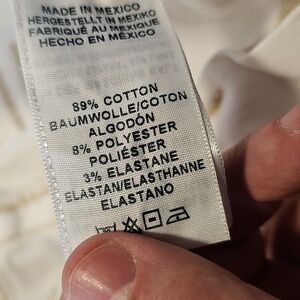 MADE IN MEXICO
HERGESTELLT IN MEXIKO
FABRIQUÉ AU MEXIQUE
HECHO EN MÉXICO
89% COTTON
BAUMWOLLE/COTON
ALGODÓN
8% POLYESTER
POLIÉSTER
3% ELASTANE
ELASTAN/ELASTHANNE
ELASTANO